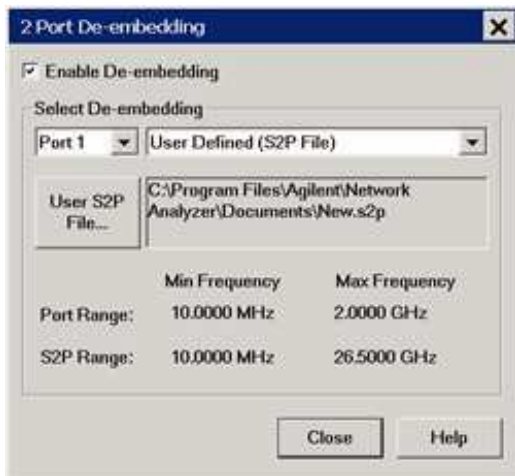 2 Port De-embedding
Enable De-embedding
Select De-embedding
Port 1 User Defined (S2P File)
User S2P File...
C:\Program Files\Agilent\Network
Analyzer\Documents\New.s2p
Min Frequency Max Frequency
Port Range: 10.0000 MHz 2.0000 GHz
S2P Range: 10.0000 MHz 26.5000 GHz
Close Help